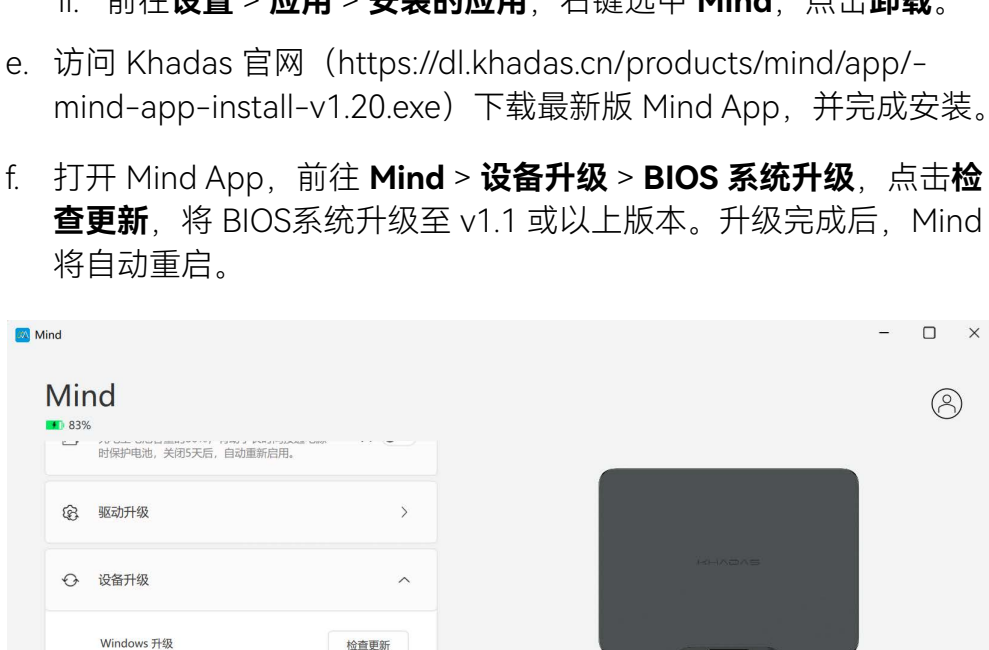 ii. 前往设置 > 应用 > 安装的应用，右键选中 Mind，点击卸载。
e. 访问 Khadas 官网（https://dl.khadas.cn/products/mind/app/-
mind-app-install-v1.20.exe）下载最新版 Mind App，并完成安装。
f. 打开 Mind App，前往 Mind > 设备升级 > BIOS 系统升级，点击检
查更新，将 BIOS系统升级至 v1.1 或以上版本。升级完成后，Mind
将自动重启。
Mind
Mind
83%
时保护电池，关闭5天后，自动重新启用。
驱动升级
KHADAS
设备升级
Windows 升级
检查更新